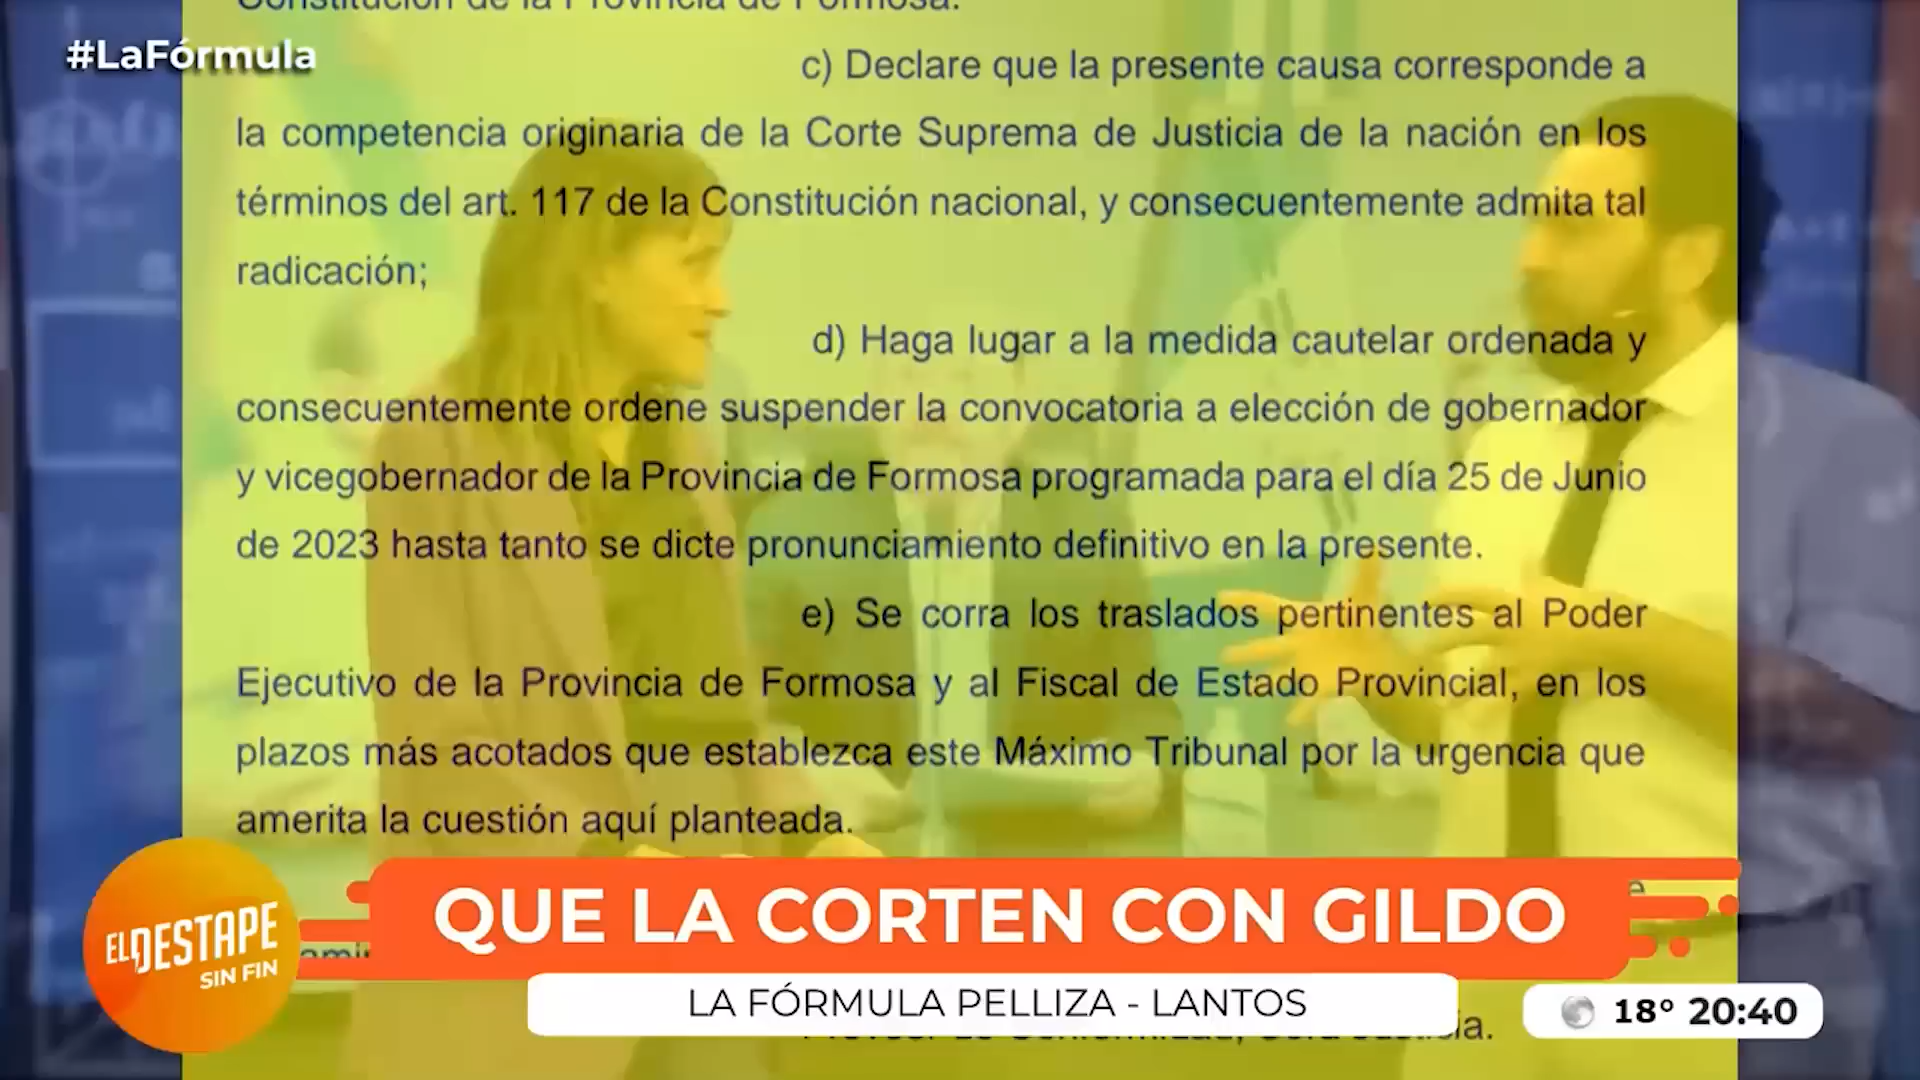 Constitución de la Provincia de Formosa.
#LaFórmula
c) Declare que la presente causa corresponde a
la competencia originaria de la Corte Suprema de Justicia de la nación en los
términos del art. 117 de la Constitución nacional, y consecuentemente admita tal
radicación;
d) Haga lugar a la medida cautelar ordenada y
consecuentemente ordene suspender la convocatoria a elección de gobernador
y vicegobernador de la Provincia de Formosa programada para el día 25 de Junio
de 2023 hasta tanto se dicte pronunciamiento definitivo en la presente.
e) Se corra los traslados pertinentes al Poder
Ejecutivo de la Provincia de Formosa y al Fiscal de Estado Provincial, en los
plazos más acotados que establezca este Máximo Tribunal por la urgencia que
amerita la cuestión aquí planteada.
QUE LA CORTEN CON GILDO
EL DESTAPE
SIN FIN
LA FÓRMULA PELLIZA - LANTOS
18° 20:40